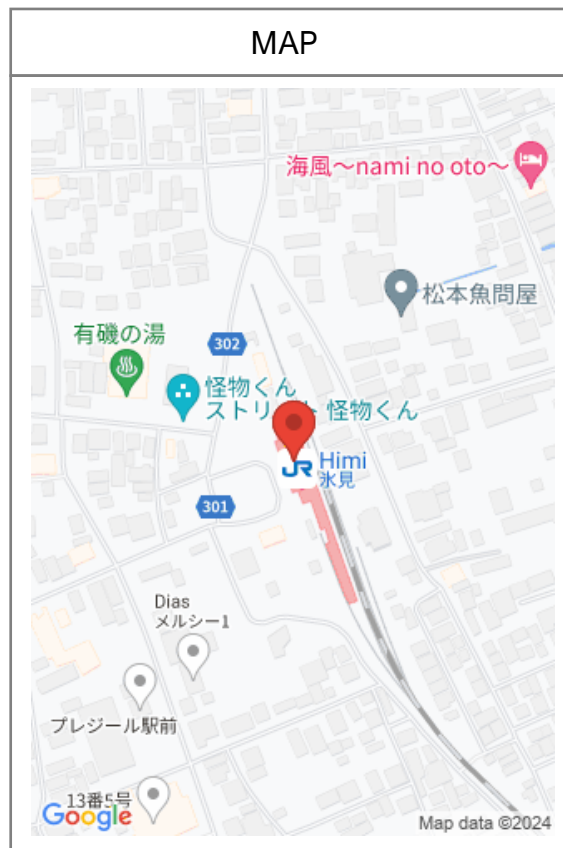 MAP
海風～nami no oto～
松本魚問屋
302
有磯の湯
怪物くん
ストリート 怪物くん
JR
Himi
氷見
301
Dias
メルシー1
プレジール駅前
13番5号
Google
Map data ©2024